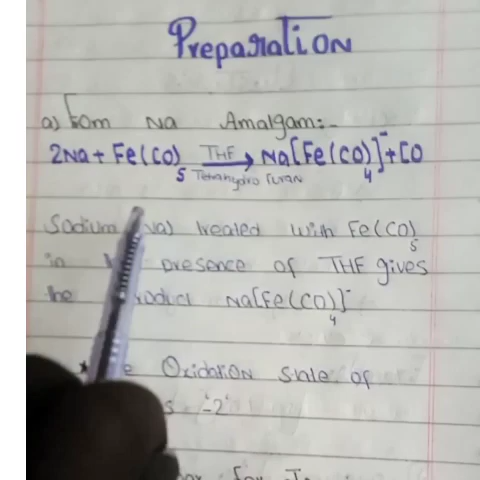 Preparation
a) From Na Amalgam:-
2Na + Fe(CO)5 THF → Na[Fe(CO)4]⁻ + CO
Tetrahydro Furan
Sodium (Na) treated with Fe(CO)5
in presence of THF gives
the Na[Fe(CO)4]⁻
Oxidation State of
-2
For